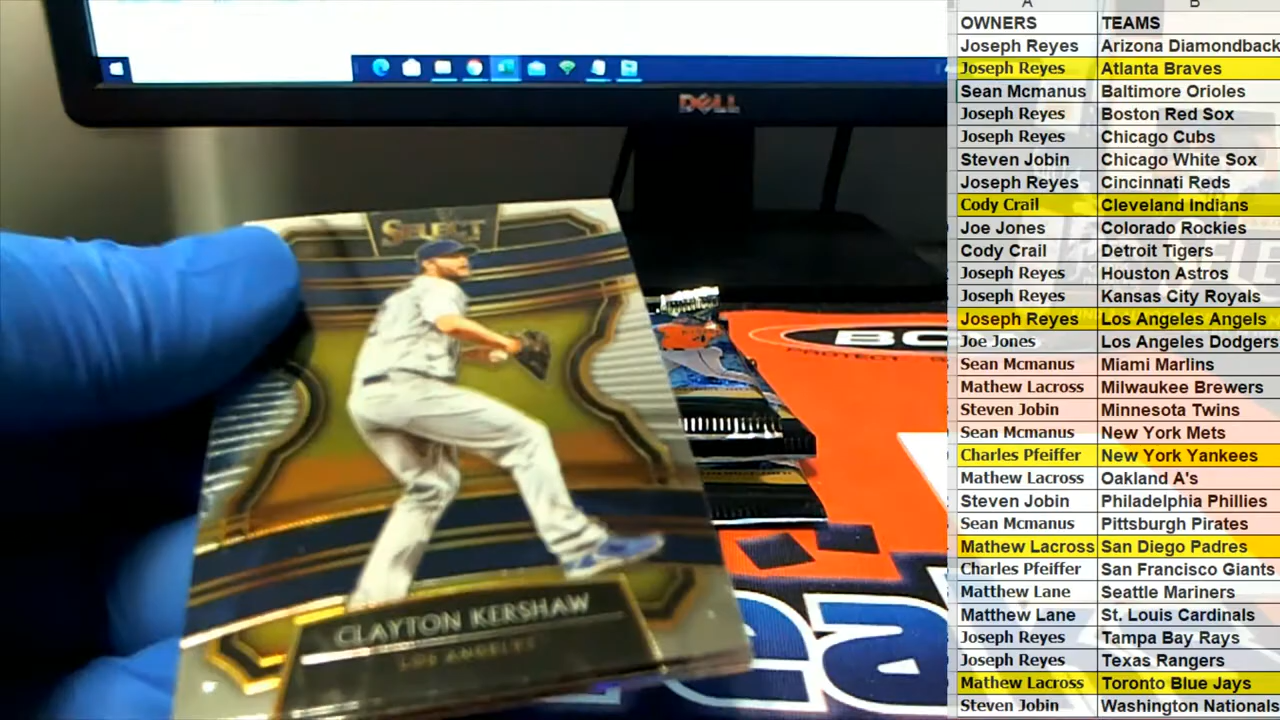 A B
OWNERS TEAMS
Joseph Reyes Arizona Diamondback
Joseph Reyes Atlanta Braves
Sean Mcmanus Baltimore Orioles
Joseph Reyes Boston Red Sox
Joseph Reyes Chicago Cubs
Steven Jobin Chicago White Sox
Joseph Reyes Cincinnati Reds
Cody Crail Cleveland Indians
Joe Jones Colorado Rockies
Cody Crail Detroit Tigers
Joseph Reyes Houston Astros
Joseph Reyes Kansas City Royals
Joseph Reyes Los Angeles Angels
Joe Jones Los Angeles Dodgers
Sean Mcmanus Miami Marlins
Mathew Lacross Milwaukee Brewers
Steven Jobin Minnesota Twins
Sean Mcmanus New York Mets
Charles Pfeiffer New York Yankees
Mathew Lacross Oakland A's
Steven Jobin Philadelphia Phillies
Sean Mcmanus Pittsburgh Pirates
Mathew Lacross San Diego Padres
Charles Pfeiffer San Francisco Giants
Matthew Lane Seattle Mariners
Matthew Lane St. Louis Cardinals
Joseph Reyes Tampa Bay Rays
Joseph Reyes Texas Rangers
Mathew Lacross Toronto Blue Jays
Steven Jobin Washington Nationals
DELL
SELECT
CLAYTON KERSHAW
LOS ANGELES